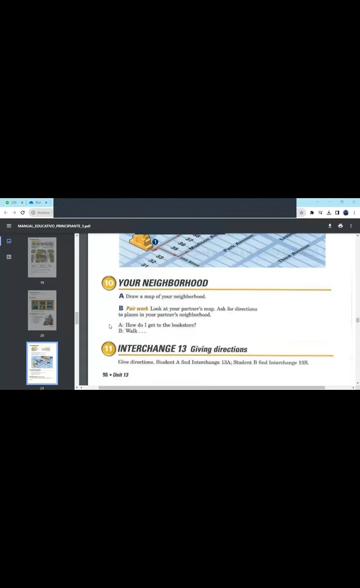 MANUAL_EDUCATIVO_PRINCIPIANTE_3.pdf
10 YOUR NEIGHBORHOOD
A Draw a map of your neighborhood.
B Pair work Look at your partner's map. Ask for directions
to places in your partner's neighborhood.
A: How do I get to the bookstore?
B: Walk ....
11 INTERCHANGE 13 Giving directions
Give directions. Student A find Interchange 13A, Student B find Interchange 13B.
98 • Unit 13